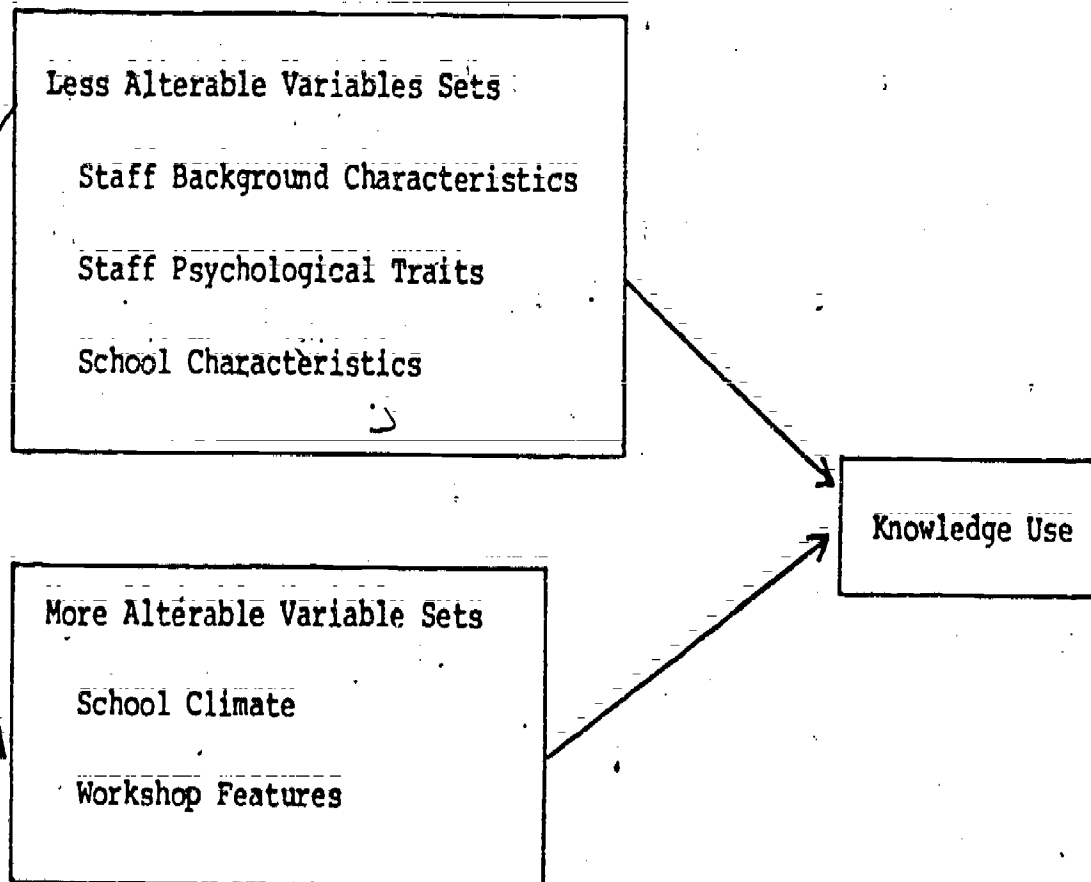 Less Alterable Variables Sets
Staff Background Characteristics
Staff Psychological Traits
School Characteristics
Knowledge Use
More Alterable Variable Sets
School Climate
Workshop Features